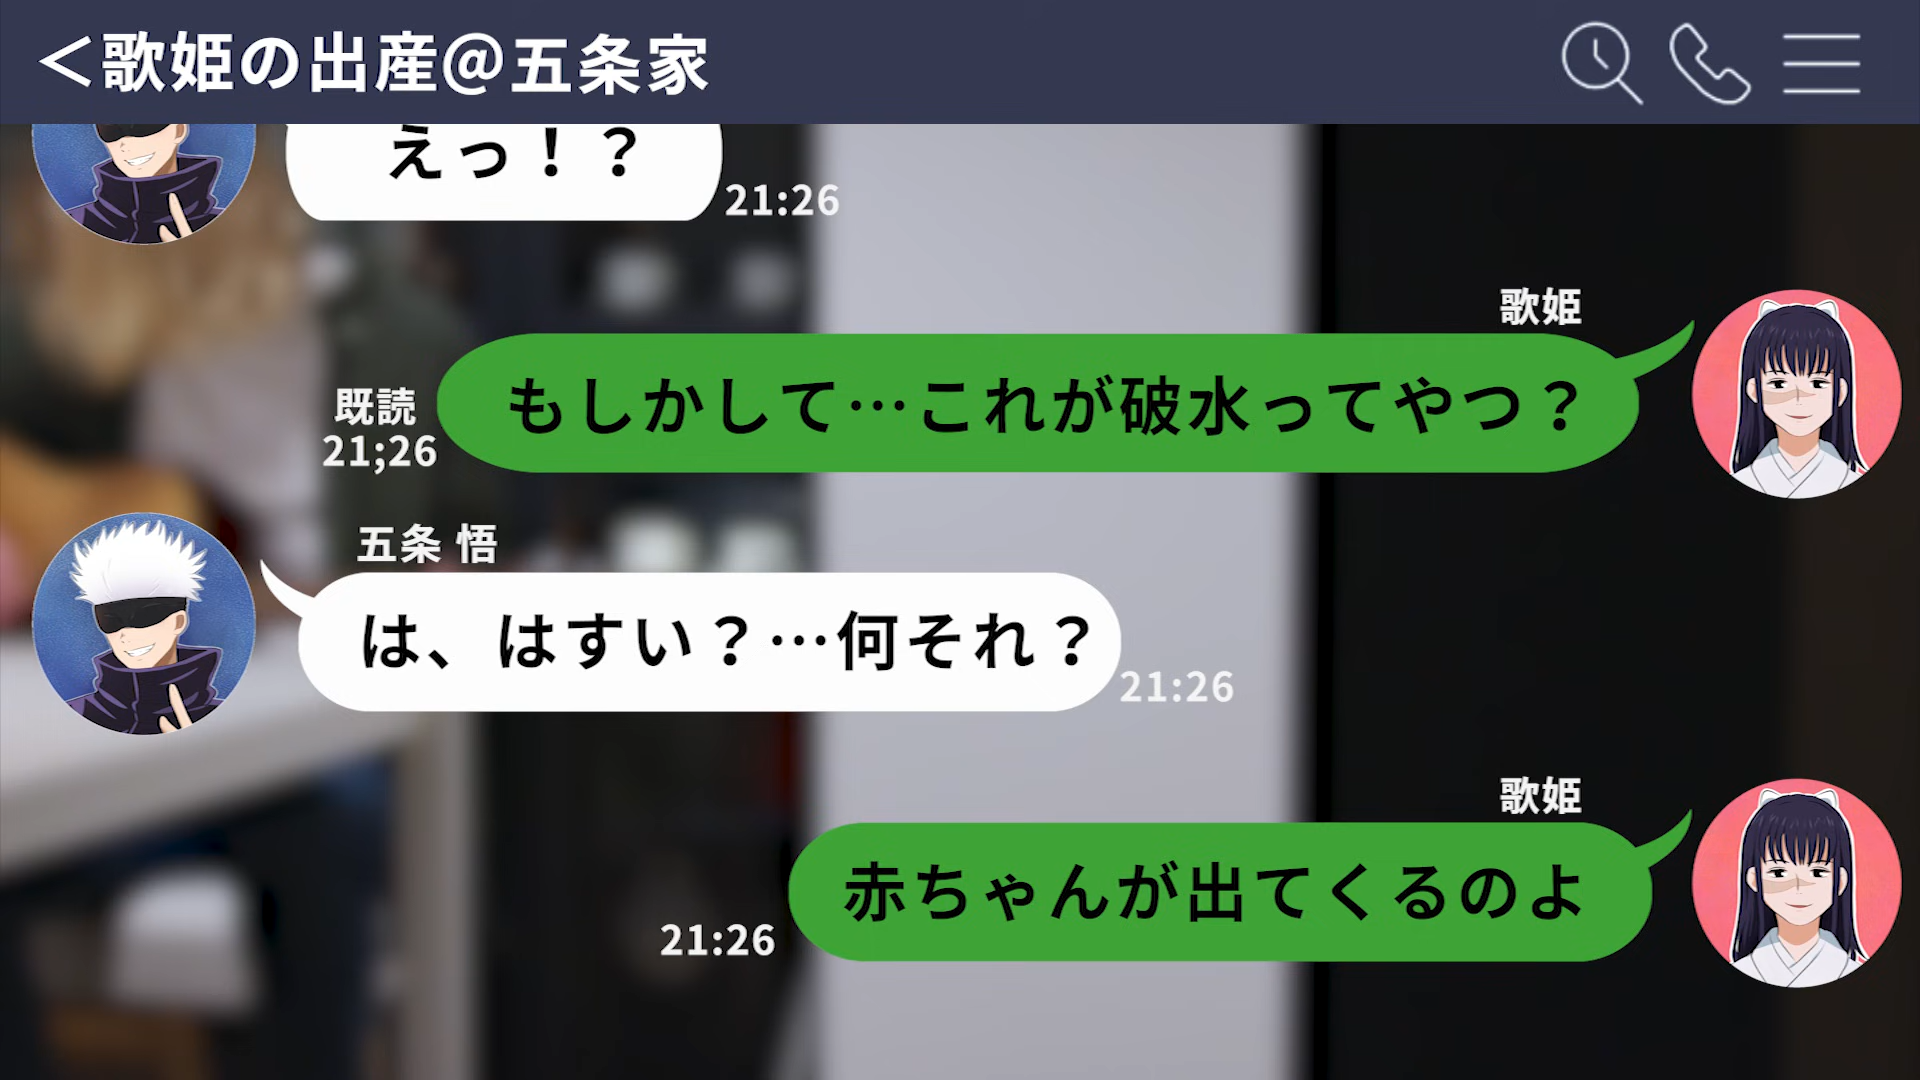 ＜歌姫の出産@五条家
えっ！？
21:26
歌姫
もしかして…これが破水ってやつ？
既読
21;26
五条 悟
は、はすい？…何それ？
21:26
歌姫
赤ちゃんが出てくるのよ
21:26